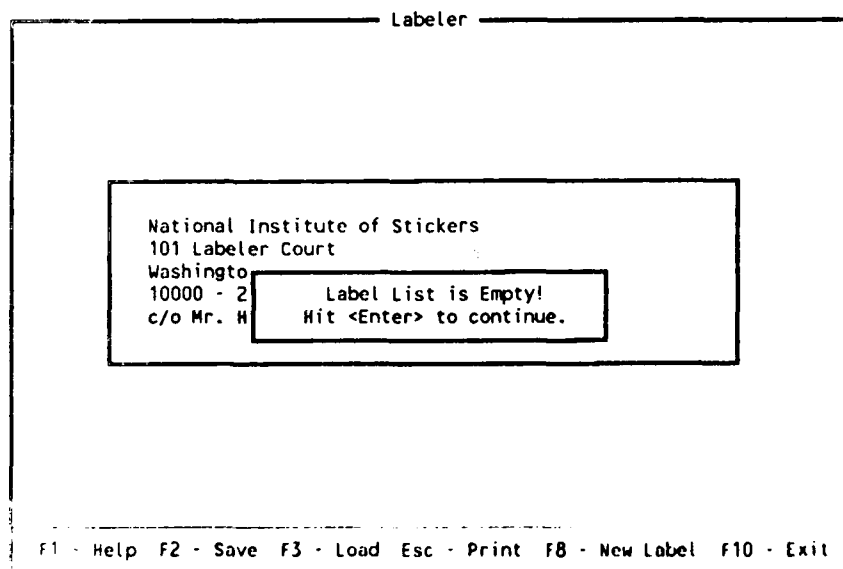 Labeler
National Institute of Stickers
101 Labeler Court
Washingto
10000 - 2
c/o Mr. H
Label List is Empty!
Hit <Enter> to continue.
F1 - Help F2 - Save F3 - Load Esc - Print F8 - New Label F10 - Exit